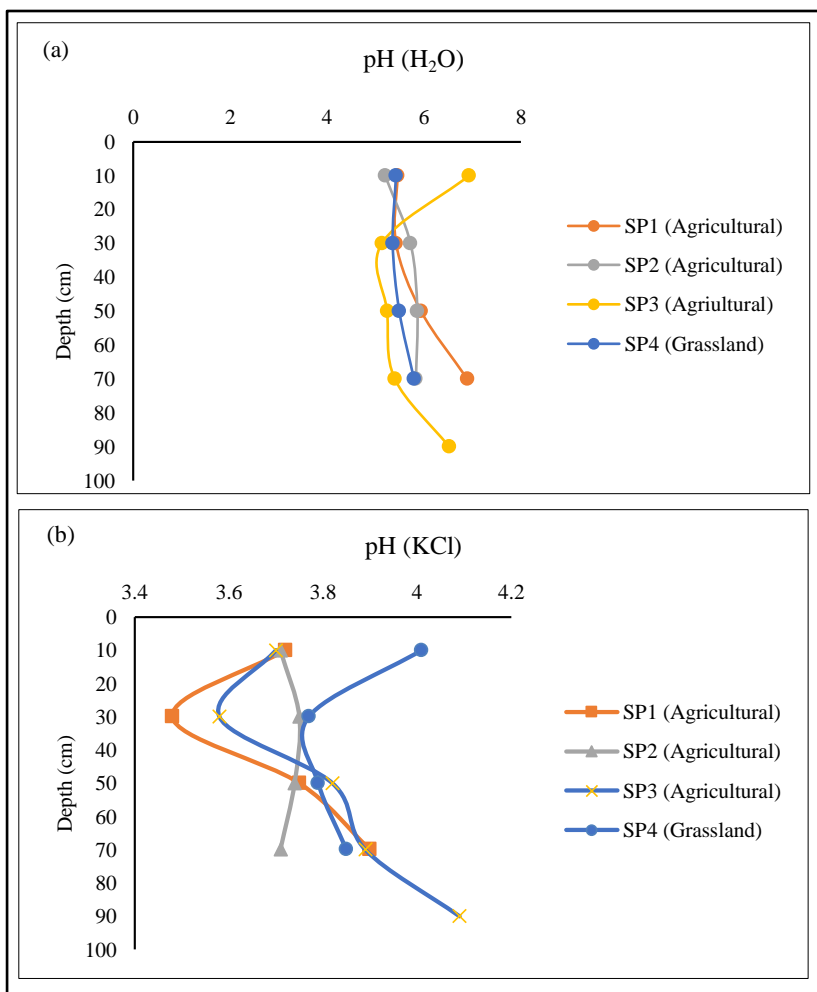 (a)
pH (H₂O)
0 2 4 6 8
0
10
20
30
40
50
60
70
80
90
100
Depth (cm)
SP1 (Agricultural)
SP2 (Agricultural)
SP3 (Agriultural)
SP4 (Grassland)
(b)
pH (KCl)
3.4 3.6 3.8 4 4.2
0
10
20
30
40
50
60
70
80
90
100
Depth (cm)
SP1 (Agricultural)
SP2 (Agricultural)
SP3 (Agricultural)
SP4 (Grassland)